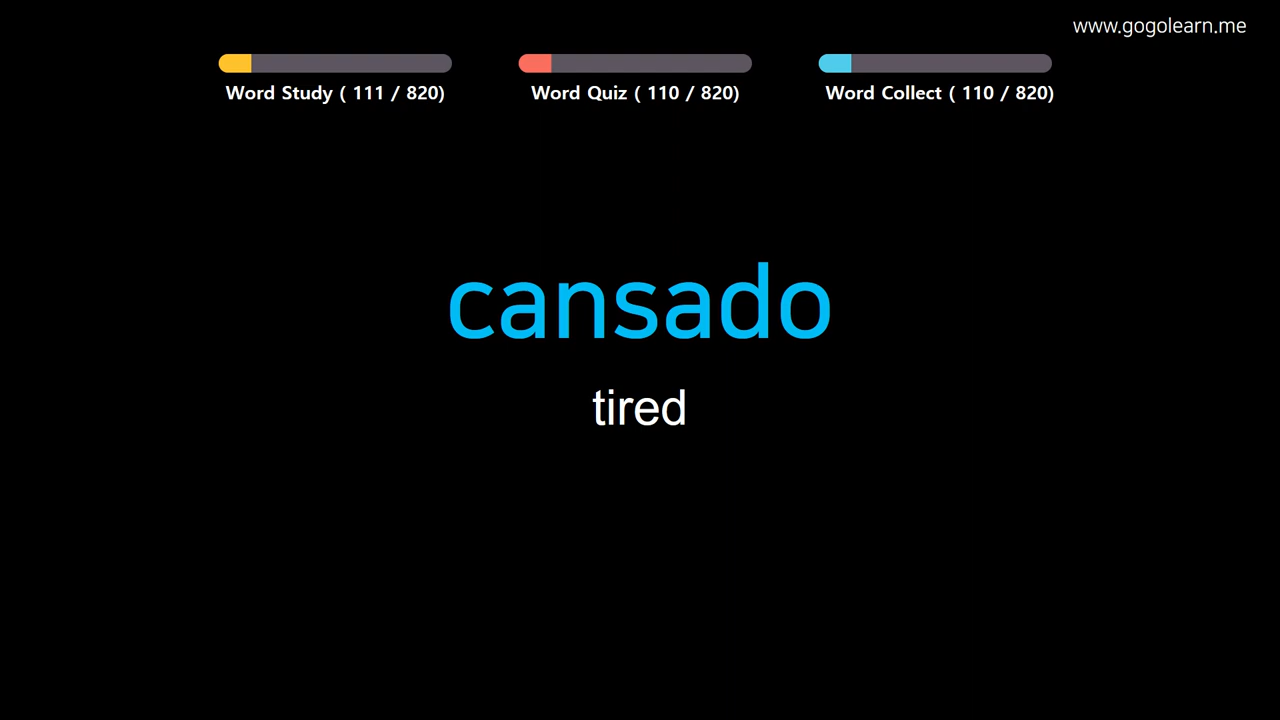 www.gogolearn.me
Word Study ( 111 / 820)
Word Quiz ( 110 / 820)
Word Collect ( 110 / 820)
cansado
tired